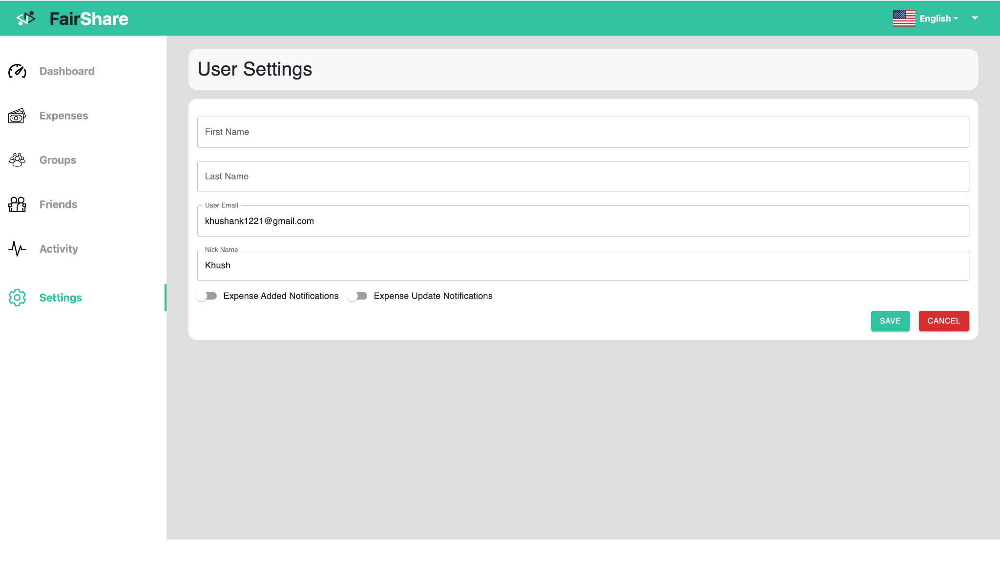 FairShare
English
Dashboard
Expenses
Groups
Friends
Activity
Settings
User Settings
First Name
Last Name
User Email
khushank1221@gmail.com
Nick Name
Khush
Expense Added Notifications Expense Update Notifications
SAVE CANCEL